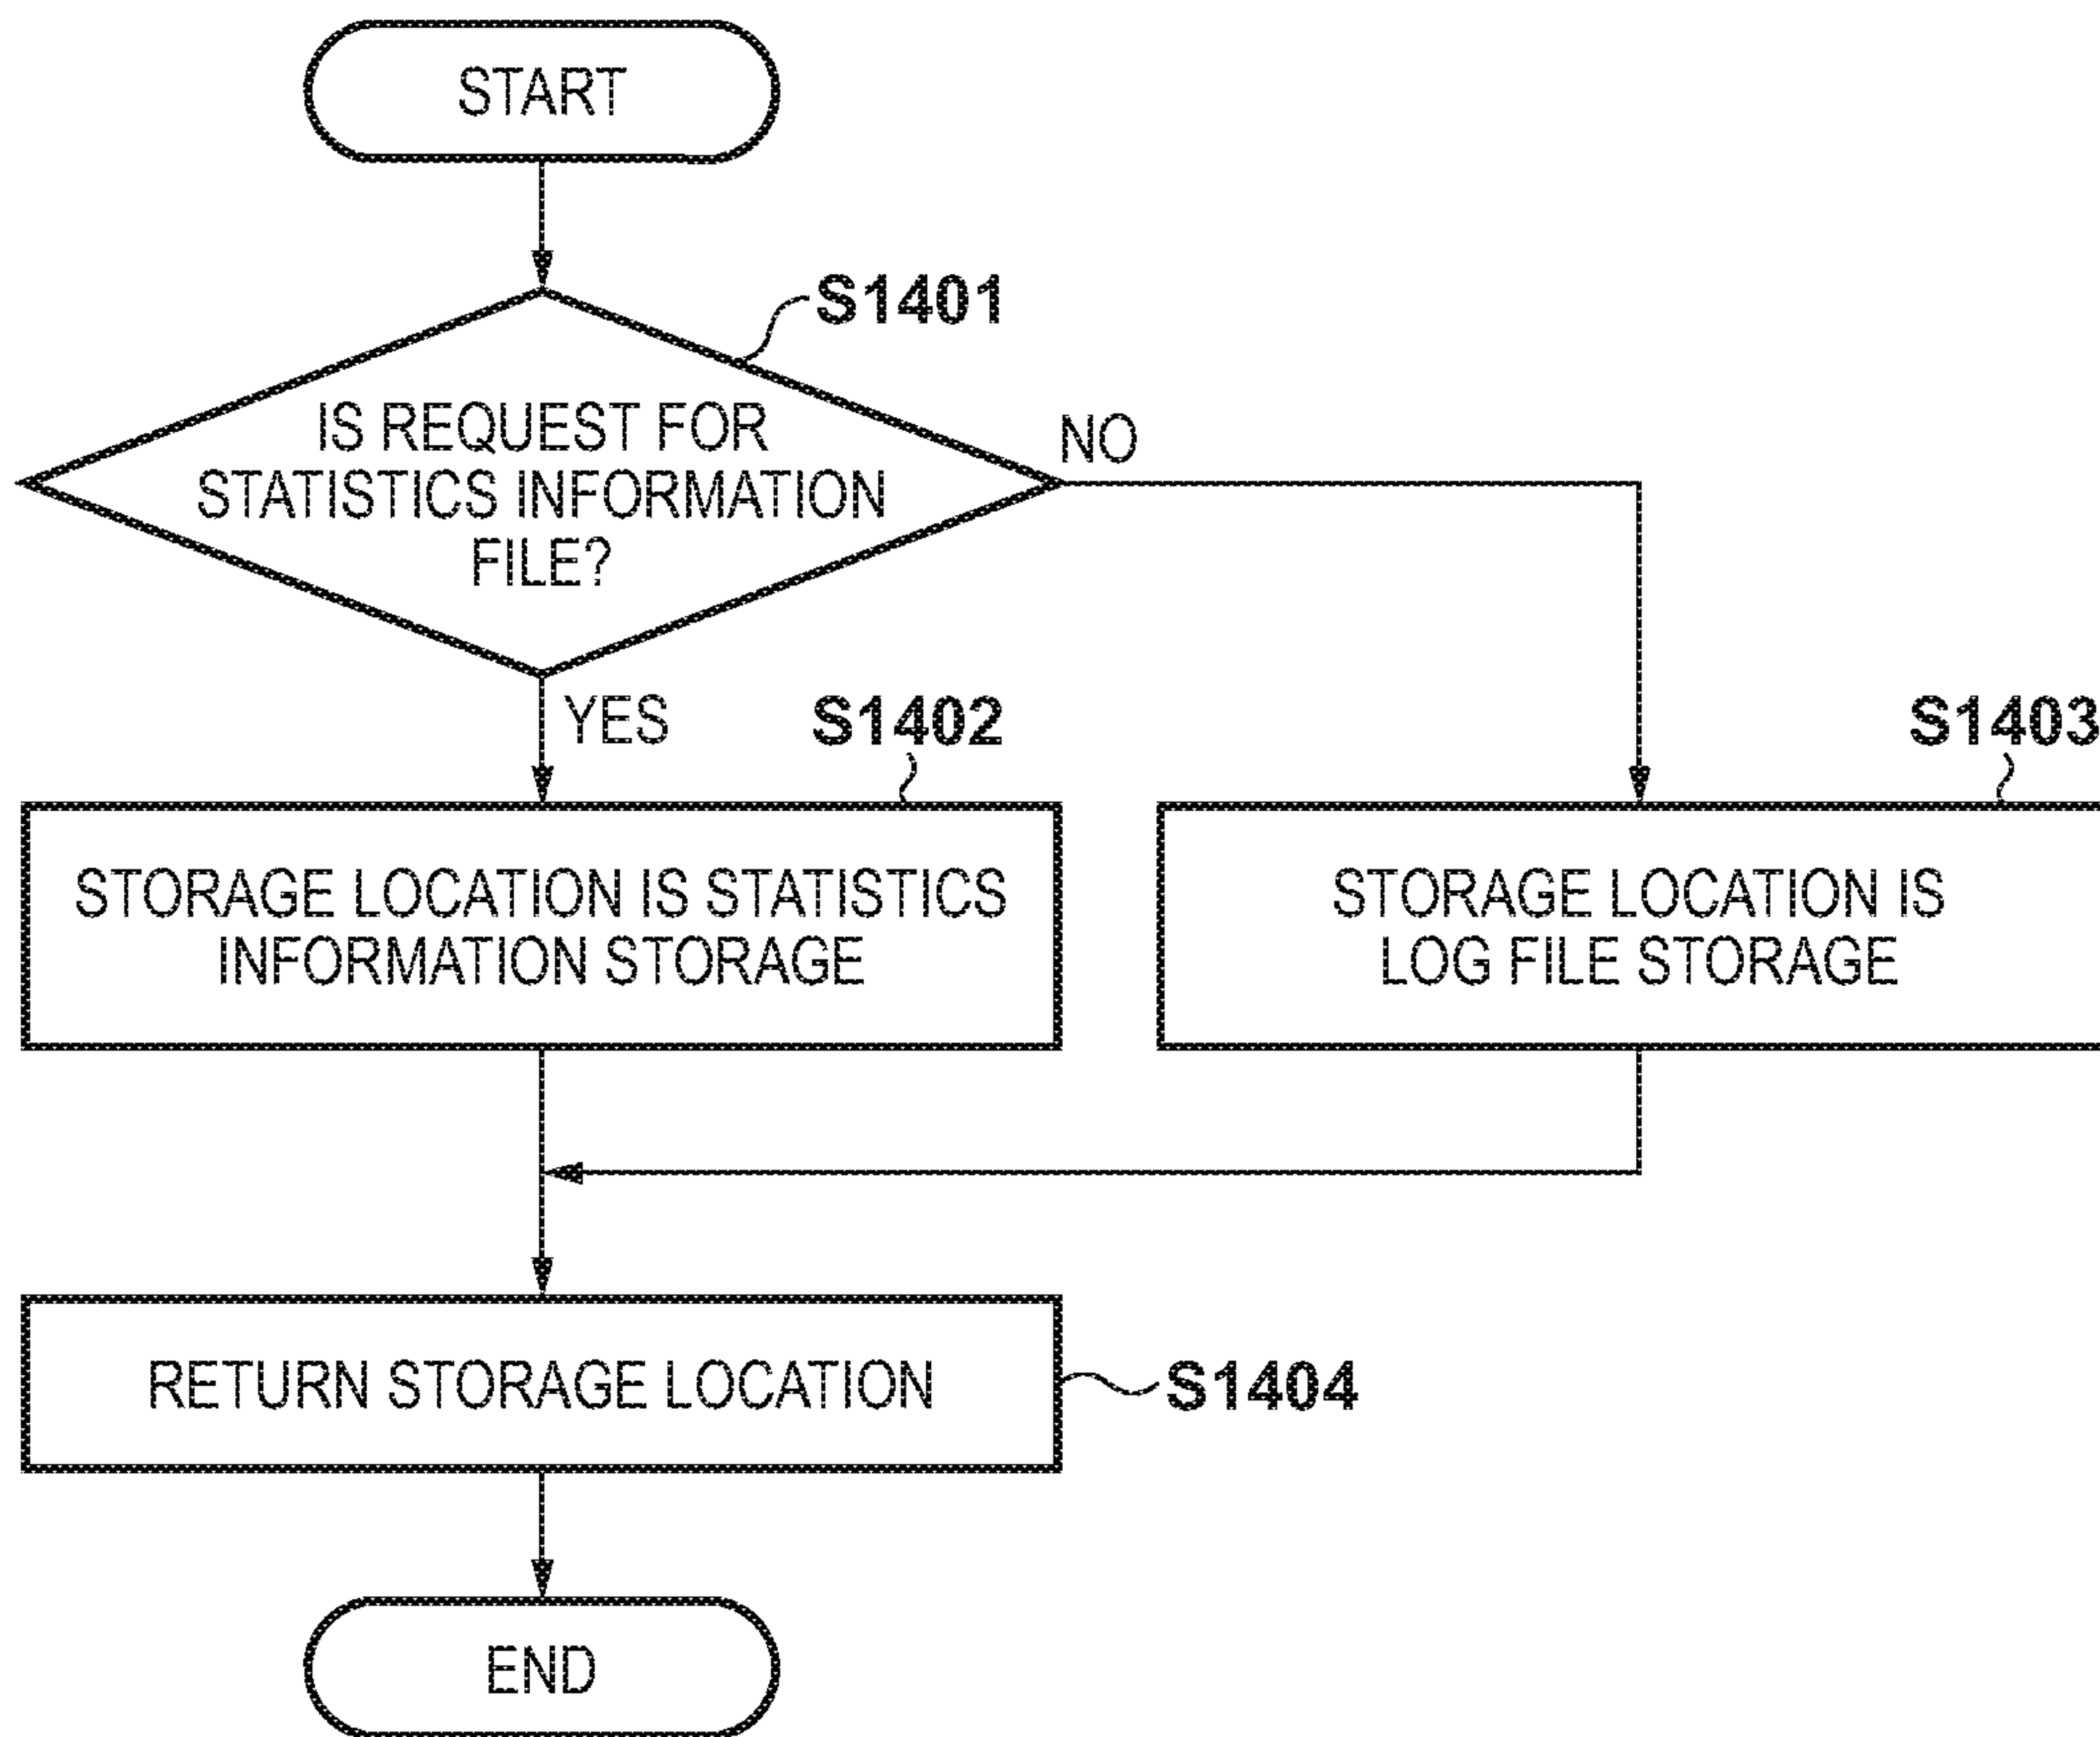 START
S1401
IS REQUEST FOR
STATISTICS INFORMATION
FILE?
NO
YES
S1402
S1403
STORAGE LOCATION IS STATISTICS
INFORMATION STORAGE
STORAGE LOCATION IS
LOG FILE STORAGE
RETURN STORAGE LOCATION
S1404
END